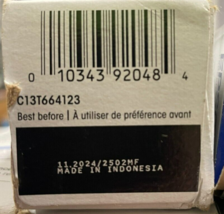 0 10343 92048 4
C13T664123
Best before | À utiliser de préférence avant
11.2024/2502MF
MADE IN INDONESIA